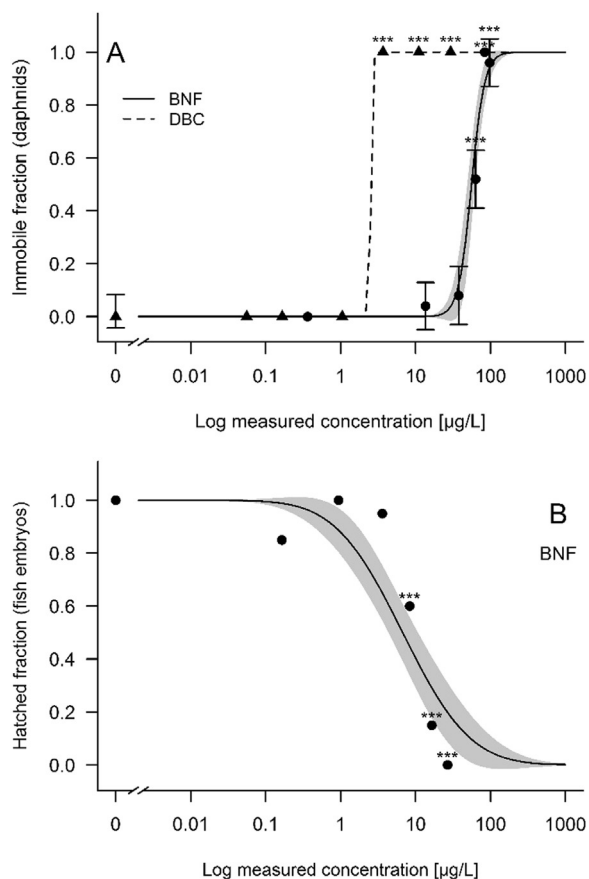 *** *** *** ***
1.0 A ***
BNF
DBC
0.8
***
0.6
0.4
0.2
0.0
Immobile fraction (daphnids)
0 0.01 0.1 1 10 100 1000
Log measured concentration [µg/L]
1.0 B
BNF
0.8
***
0.6
0.4
0.2 ***
0.0 ***
Hatched fraction (fish embryos)
0 0.01 0.1 1 10 100 1000
Log measured concentration [µg/L]